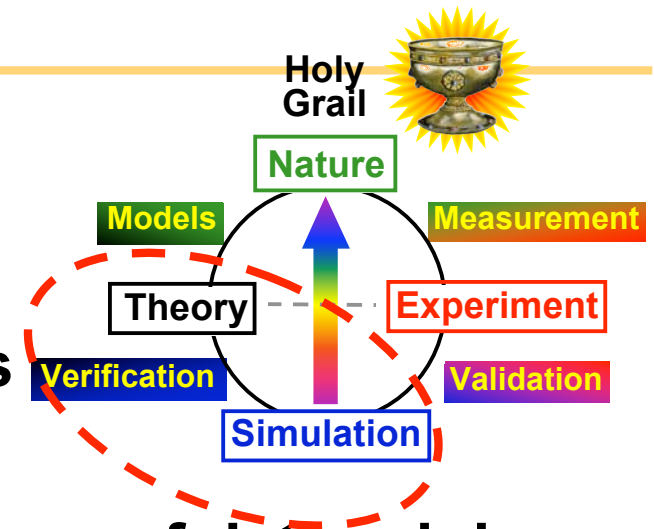 Holy
Grail
Nature
Models
Measurement
Theory
Experiment
s
Verification
Validation
Simulation